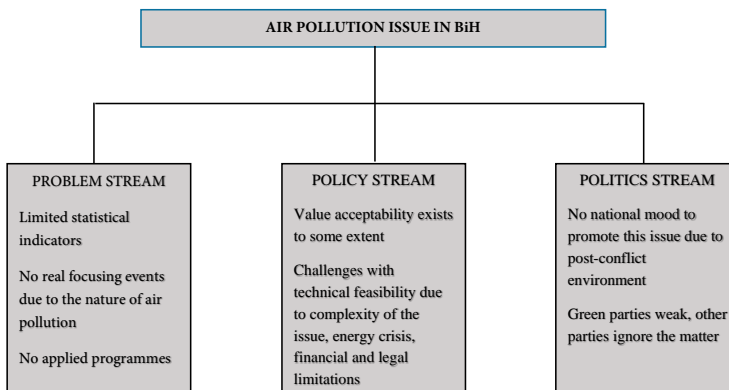 AIR POLLUTION ISSUE IN BiH
PROBLEM STREAM
Limited statistical
indicators
No real focusing events
due to the nature of air
pollution
No applied programmes
POLICY STREAM
Value acceptability exists
to some extent
Challenges with
technical feasibility due
to complexity of the
issue, energy crisis,
financial and legal
limitations
POLITICS STREAM
No national mood to
promote this issue due to
post-conflict
environment
Green parties weak, other
parties ignore the matter